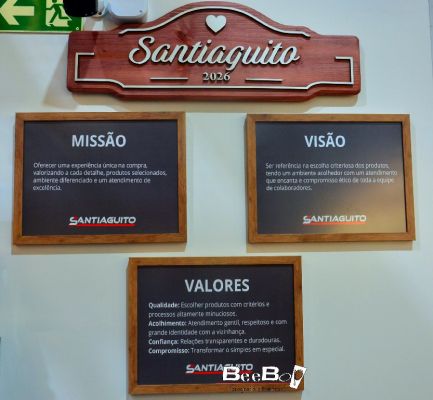 Santiaguito
2026
MISSÃO
Oferecer uma experiência única na compra,
valorizando a cada detalhe, produtos selecionados,
ambiente diferenciado e um atendimento de
excelência.
SANTIAGUITO
VISÃO
Ser referência na escolha criteriosa dos produtos,
tendo um ambiente acolhedor com um atendimento
que encanta e compromisso ético de toda a equipe
de colaboradores.
SANTIAGUITO
VALORES
Qualidade: Escolher produtos com critérios e
processos altamente minuciosos.
Acolhimento: Atendimento gentil, respeitoso e com
grande identidade com a vizinhança.
Confiança: Relações transparentes e duradouras.
Compromisso: Transformar o simples em especial.
SANTIAGUITO
BeeBo